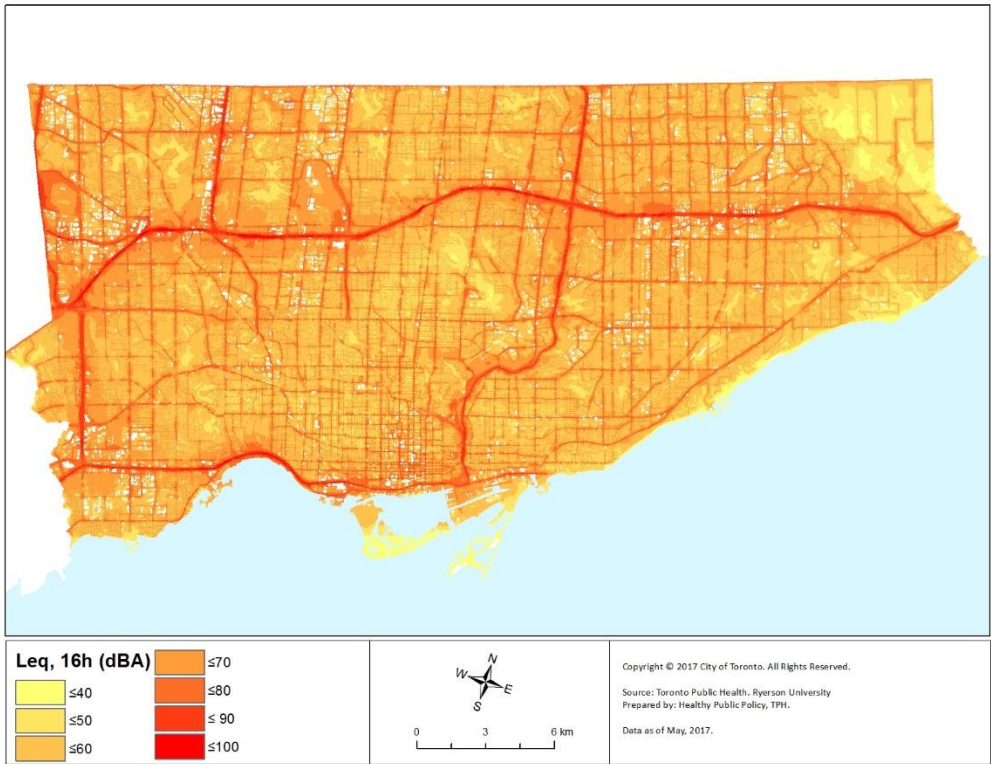 Leq, 16h (dBA)
≤40
≤50
≤60
≤70
≤80
≤ 90
≤100
N
W
E
S
0 3 6 km
Copyright © 2017 City of Toronto. All Rights Reserved.
Source: Toronto Public Health. Ryerson University
Prepared by: Healthy Public Policy, TPH.
Data as of May, 2017.